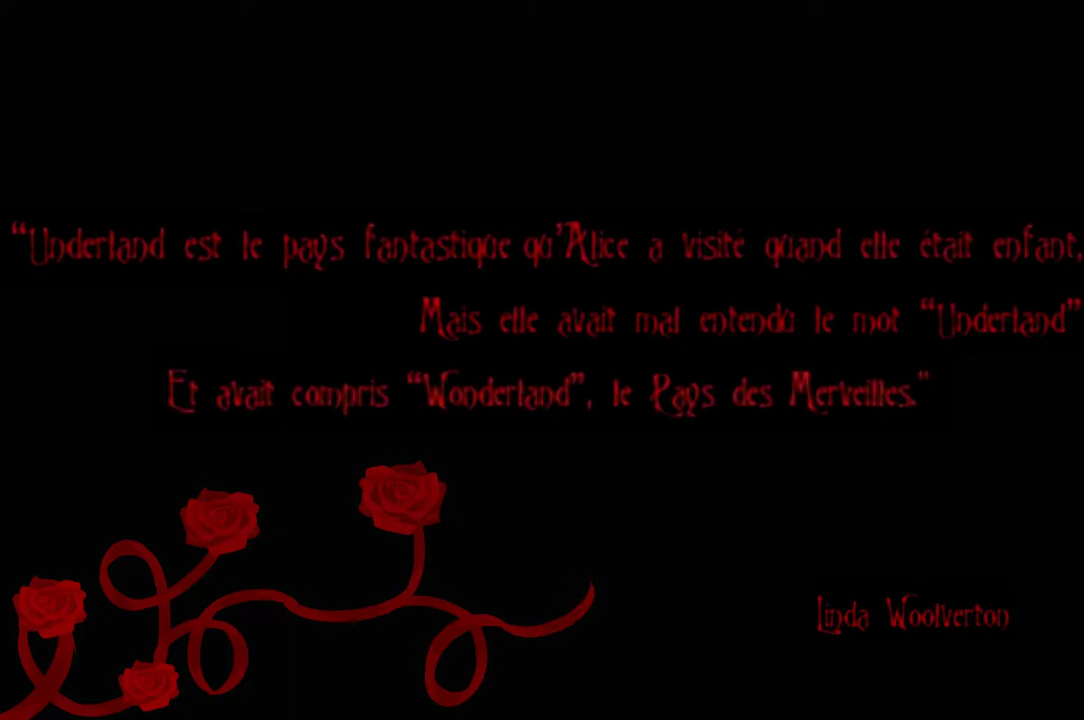 “Underland est le pays fantastique qu'Alice a visité quand elle était enfant.
Mais elle avait mal entendu le mot “Underland”
Et avait compris “Wonderland”, le Pays des Merveilles."
Linda Woolverton